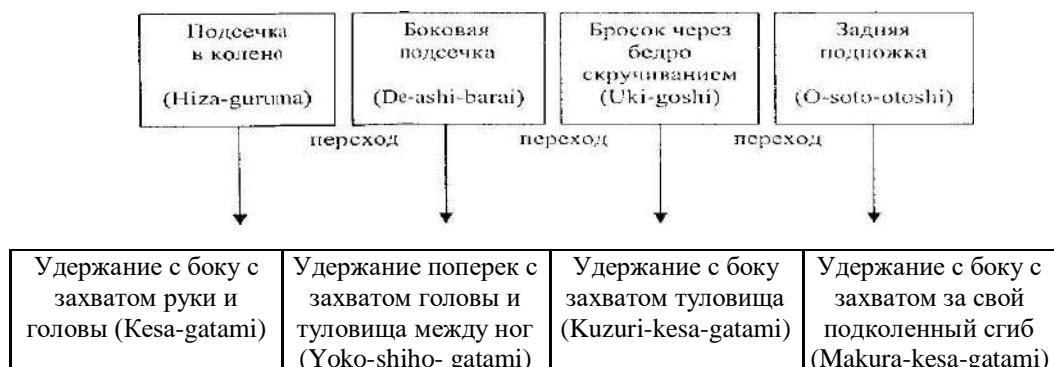 Подсечка
в колено
(Hiza-guruma)
Боковая
подсечка
(De-ashi-barai)
Бросок через
бедро
скручиванием
(Uki-goshi)
Задняя
подножка
(O-soto-otoshi)
переход
переход
переход
Удержание с боку с
захватом руки и
головы (Kesa-gatami)
Удержание поперек с
захватом головы и
туловища между ног
(Yoko-shiho- gatami)
Удержание с боку
захватом туловища
(Kuzuri-kesa-gatami)
Удержание с боку с
захватом за свой
подколенный сгиб
(Makura-kesa-gatami)